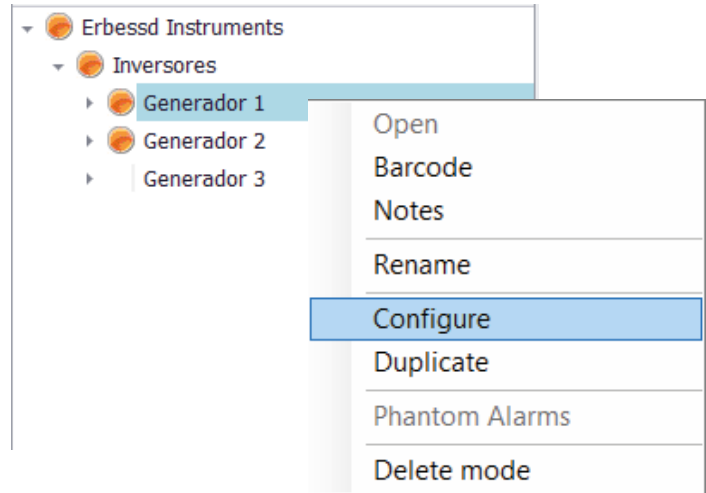 Erbessd Instruments
Inversores
Generador 1
Generador 2
Generador 3
Open
Barcode
Notes
Rename
Configure
Duplicate
Phantom Alarms
Delete mode